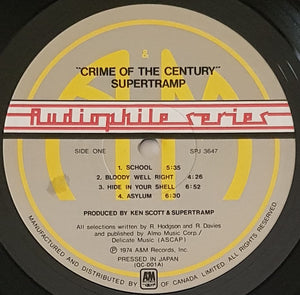 &
"CRIME OF THE CENTURY"
SUPERTRAMP
Audiophile series
SIDE ONE SPJ 3647
1. SCHOOL 5:35
2. BLOODY WELL RIGHT 4:26
3. HIDE IN YOUR SHELL 6:52
4. ASYLUM 6:30
PRODUCED BY KEN SCOTT & SUPERTRAMP
All selections written by R. Hodgson and R. Davies
and published by Almo Music Corp./
Delicate Music (ASCAP)
℗ 1974 A&M Records, Inc.
PRESSED IN JAPAN
(QC-001A)
MANUFACTURED AND DISTRIBUTED BY A&M RECORDS OF CANADA LIMITED. ALL RIGHTS RESERVED